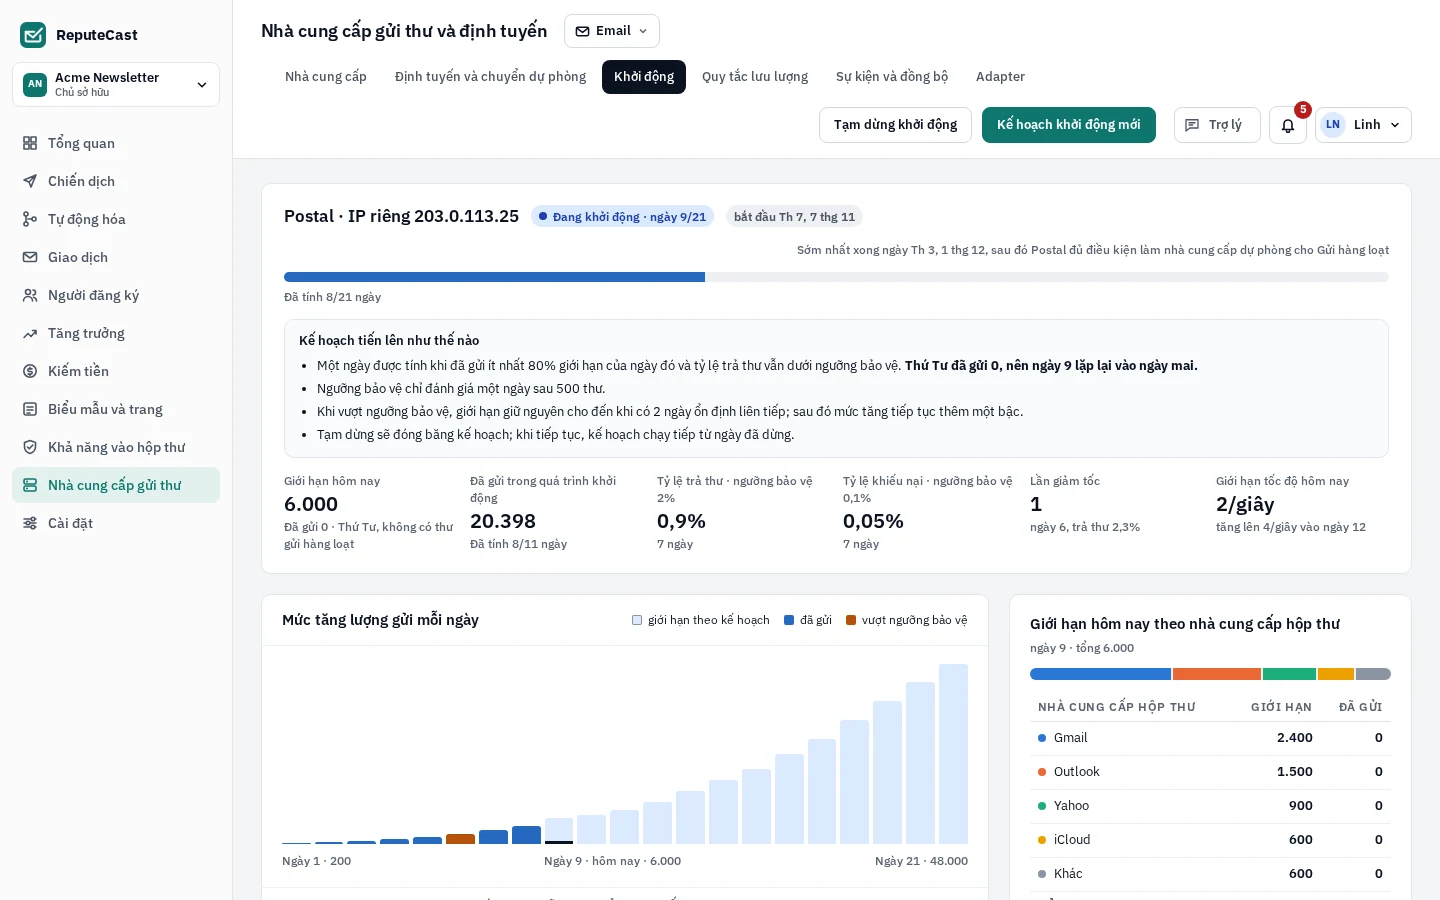 ReputeCast
AN
Acme Newsletter
Chủ sở hữu
Tổng quan
Chiến dịch
Tự động hóa
Giao dịch
Người đăng ký
Tăng trưởng
Kiếm tiền
Biểu mẫu và trang
Khả năng vào hộp thư
Nhà cung cấp gửi thư
Cài đặt
Nhà cung cấp gửi thư và định tuyến
Email
Nhà cung cấp
Định tuyến và chuyển dự phòng
Khởi động
Quy tắc lưu lượng
Sự kiện và đồng bộ
Adapter
Tạm dừng khởi động
Kế hoạch khởi động mới
Trợ lý
5
LN
Linh
Postal · IP riêng 203.0.113.25
Đang khởi động · ngày 9/21
bắt đầu Th 7, 7 thg 11
Sớm nhất xong ngày Th 3, 1 thg 12, sau đó Postal đủ điều kiện làm nhà cung cấp dự phòng cho Gửi hàng loạt
Đã tính 8/21 ngày
Kế hoạch tiến lên như thế nào
• Một ngày được tính khi đã gửi ít nhất 80% giới hạn của ngày đó và tỷ lệ trả thư vẫn dưới ngưỡng bảo vệ. Thứ Tư đã gửi 0, nên ngày 9 lặp lại vào ngày mai.
• Ngưỡng bảo vệ chỉ đánh giá một ngày sau 500 thư.
• Khi vượt ngưỡng bảo vệ, giới hạn giữ nguyên cho đến khi có 2 ngày ổn định liên tiếp; sau đó mức tăng tiếp tục thêm một bậc.
• Tạm dừng sẽ đóng băng kế hoạch; khi tiếp tục, kế hoạch chạy tiếp từ ngày đã dừng.
Giới hạn hôm nay
6.000
Đã gửi 0 · Thứ Tư, không có thư
gửi hàng loạt
Đã gửi trong quá trình khởi
động
20.398
Đã tính 8/11 ngày
Tỷ lệ trả thư · ngưỡng bảo vệ
2%
0,9%
7 ngày
Tỷ lệ khiếu nại · ngưỡng bảo vệ
0,1%
0,05%
7 ngày
Lần giảm tốc
1
ngày 6, trả thư 2,3%
Giới hạn tốc độ hôm nay
2/giây
tăng lên 4/giây vào ngày 12
Mức tăng lượng gửi mỗi ngày
giới hạn theo kế hoạch
đã gửi
vượt ngưỡng bảo vệ
Ngày 1 · 200
Ngày 9 · hôm nay · 6.000
Ngày 21 · 48.000
Giới hạn hôm nay theo nhà cung cấp hộp thư
ngày 9 · tổng 6.000
NHÀ CUNG CẤP HỘP THƯ GIỚI HẠN ĐÃ GỬI
Gmail 2.400 0
Outlook 1.500 0
Yahoo 900 0
iCloud 600 0
Khác 600 0